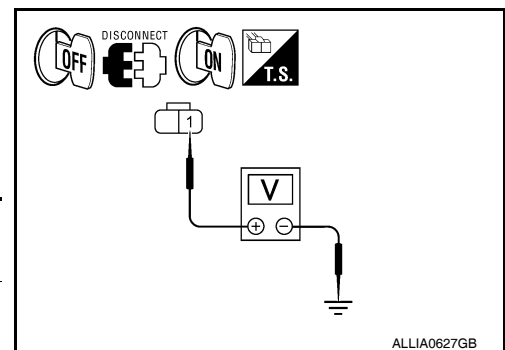 DISCONNECT
OFF
ON
T.S.
1
V
+ −
ALLIA0627GB